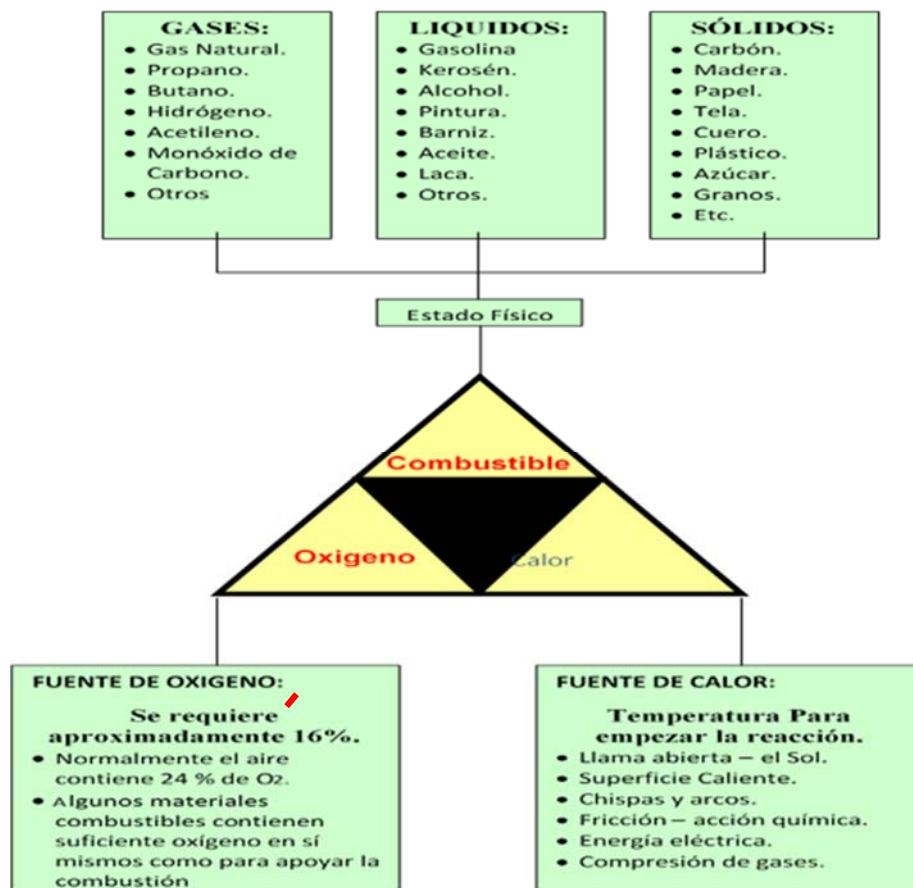 GASES:
• Gas Natural.
• Propano.
• Butano.
• Hidrógeno.
• Acetileno.
• Monóxido de
Carbono.
• Otros
LIQUIDOS:
• Gasolina
• Kerosén.
• Alcohol.
• Pintura.
• Barniz.
• Aceite.
• Laca.
• Otros.
SÓLIDOS:
• Carbón.
• Madera.
• Papel.
• Tela.
• Cuero.
• Plástico.
• Azúcar.
• Granos.
• Etc.
Estado Físico
Combustible
Oxigeno
Calor
FUENTE DE OXIGENO:
Se requiere
aproximadamente 16%.
• Normalmente el aire
contiene 24 % de O2.
• Algunos materiales
combustibles contienen
suficiente oxígeno en sí
mismos como para apoyar la
combustión
FUENTE DE CALOR:
Temperatura Para
empezar la reacción.
• Llama abierta – el Sol.
• Superficie Caliente.
• Chispas y arcos.
• Fricción – acción química.
• Energía eléctrica.
• Compresión de gases.